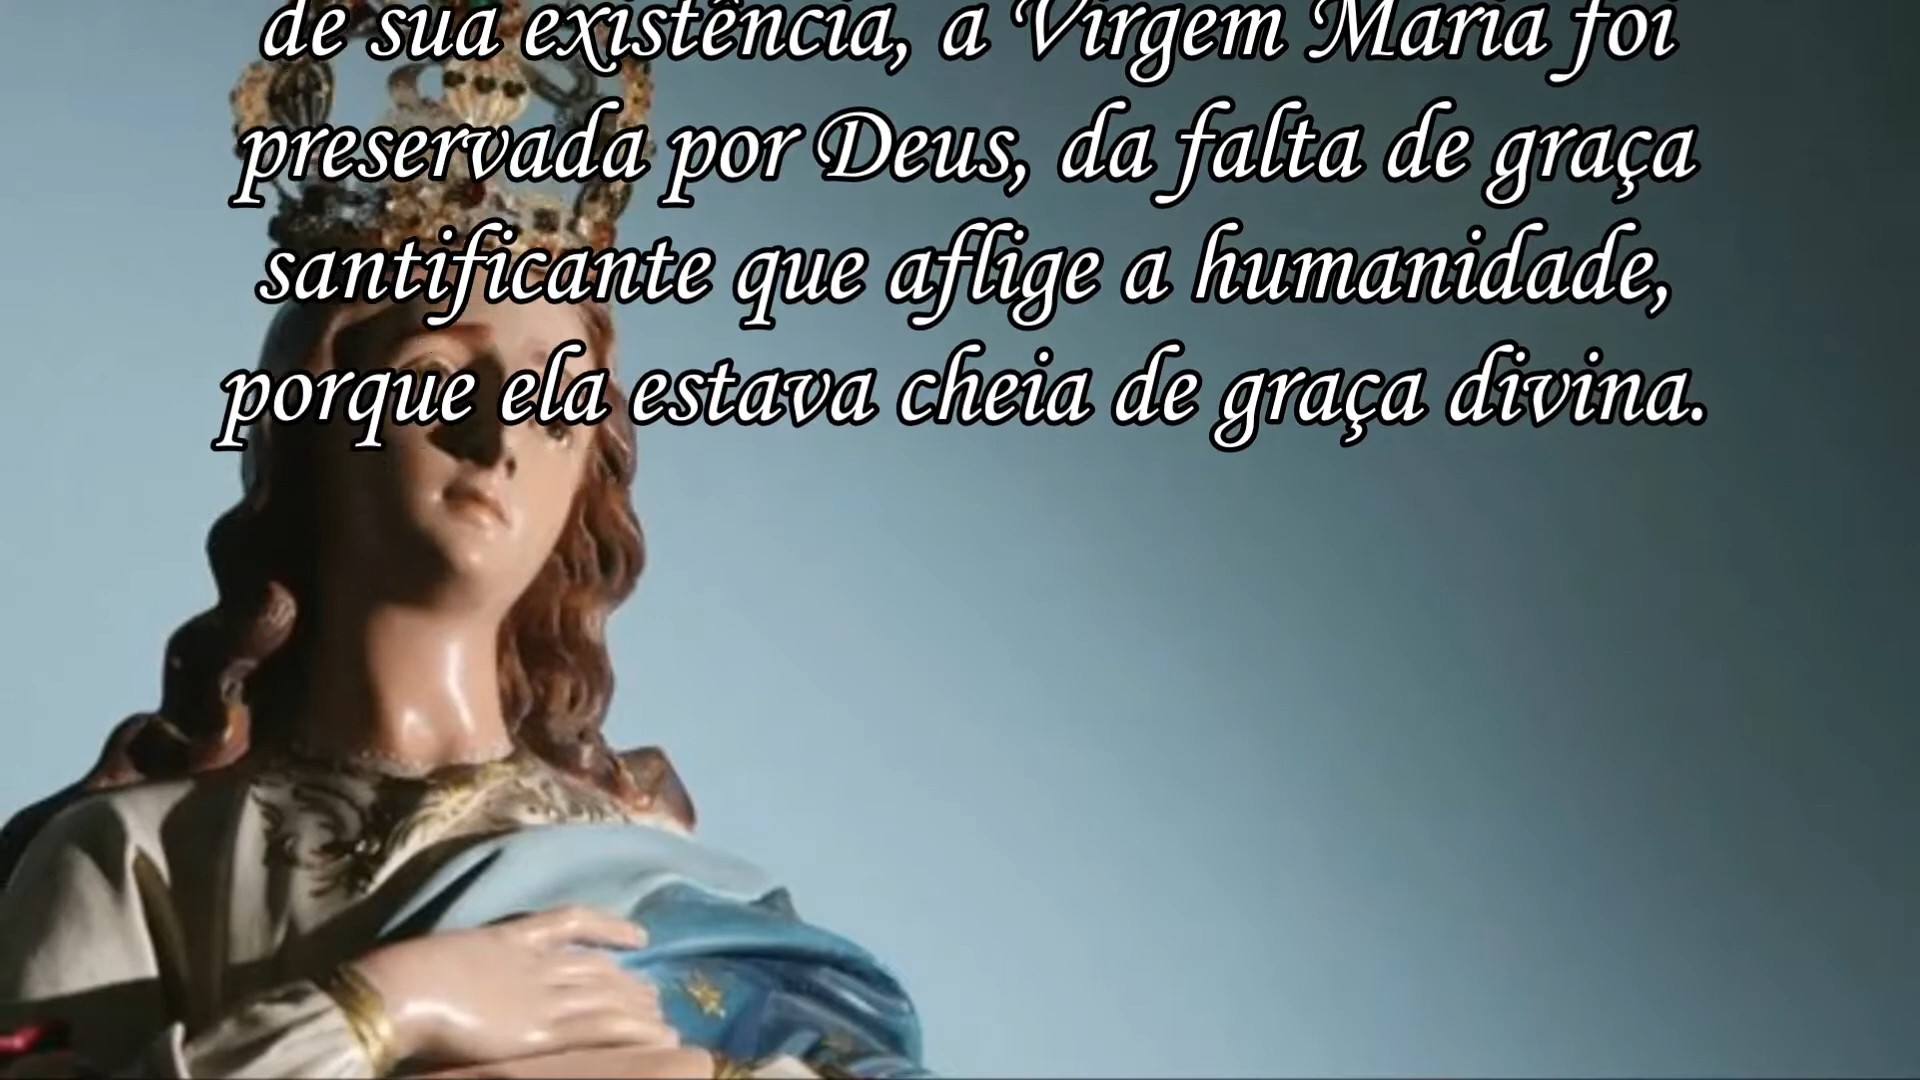 de sua existência, a Virgem Maria foi
preservada por Deus, da falta de graça
santificante que aflige a humanidade,
porque ela estava cheia de graça divina.